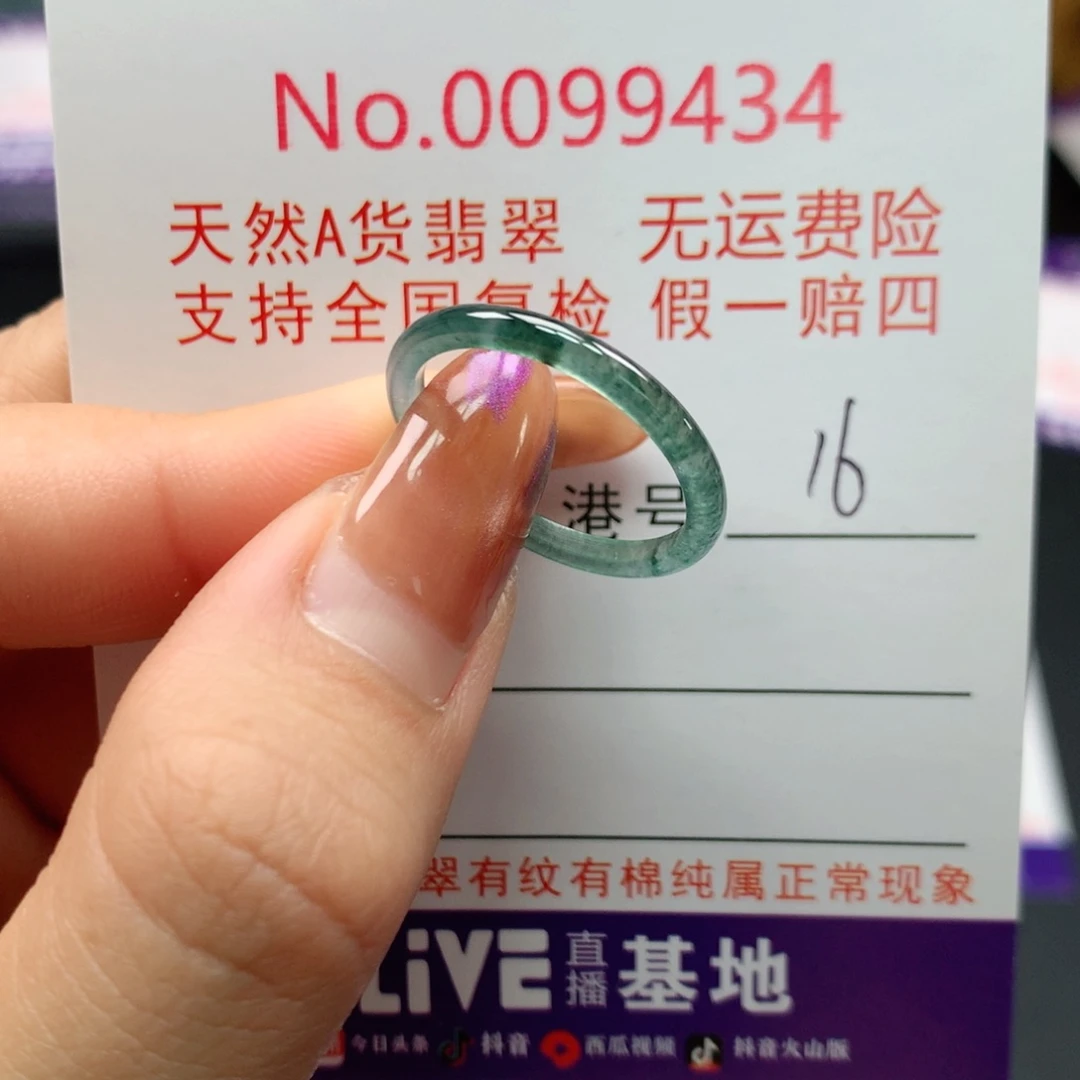 No.0099434
天然A货翡翠 无运费险
支持全国复检 假一赔四
港号 16
翠有纹有棉纯属正常现象
LiVE 直播 基地
今日头条 抖音 西瓜视频 抖音火山版